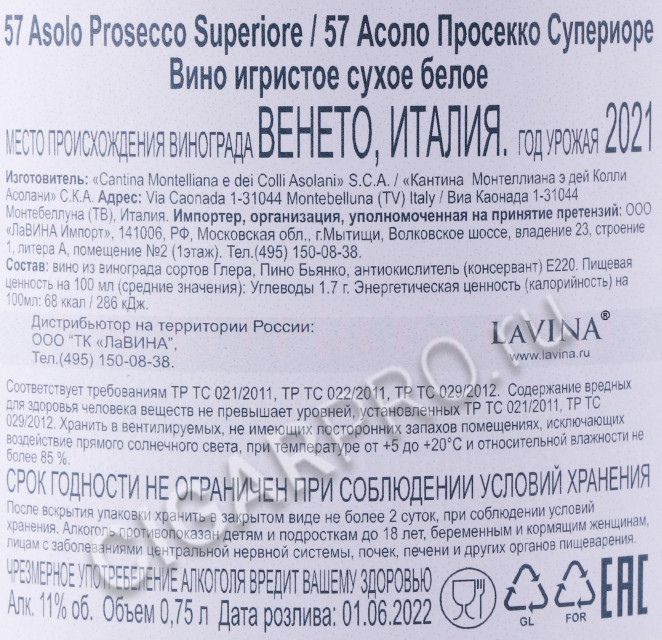 57 Asolo Prosecco Superiore / 57 Асоло Просекко Супериоре
Вино игристое сухое белое
МЕСТО ПРОИСХОЖДЕНИЯ ВИНОГРАДА ВЕНЕТО, ИТАЛИЯ. ГОД УРОЖАЯ 2021
Изготовитель: «Cantina Montelliana e dei Colli Asolani» S.C.A. / «Кантина Монтеллиана э дей Колли
Асолани» С.К.А. Адрес: Via Caonada 1-31044 Montebelluna (TV) Italy / Виа Каонада 1-31044
Монтебеллуна (ТВ), Италия. Импортер, организация, уполномоченная на принятие претензий: ООО
«ЛаВИНА Импорт», 141006, РФ, Московская обл., г.Мытищи, Волковское шоссе, владение 23, строение
1, литера А, помещение №2 (1этаж). Тел.(495) 150-08-38.
Состав: вино из винограда сортов Глера, Пино Бьянко, антиокислитель (консервант) Е220. Пищевая
ценность на 100 мл (средние значения): Углеводы 1.7 г. Энергетическая ценность (калорийность) на
100мл: 68 ккал / 286 кДж.
Дистрибьютор на территории России:
ООО "ТК «ЛаВИНА",
Тел.(495) 150-08-38.
LAVINA®
www.lavina.ru
Соответствует требованиям ТР ТС 021/2011, ТР ТС 022/2011, ТР ТС 029/2012. Содержание вредных
для здоровья человека веществ не превышает уровней, установленных ТР ТС 021/2011, ТР ТС
029/2012. Хранить в вентилируемых, не имеющих посторонних запахов помещениях, исключающих
воздействие прямого солнечного света, при температуре от +5 до +20°С и относительной влажности не
более 85 %.
СРОК ГОДНОСТИ НЕ ОГРАНИЧЕН ПРИ СОБЛЮДЕНИИ УСЛОВИЙ ХРАНЕНИЯ
После вскрытия упаковки хранить в закрытом виде не более 2 суток, при соблюдении условий
хранения. Алкоголь противопоказан детям и подросткам до 18 лет, беременным и кормящим женщинам,
лицам с заболеваниями центральной нервной системы, почек, печени и других органов пищеварения.
ЧРЕЗМЕРНОЕ УПОТРЕБЛЕНИЕ АЛКОГОЛЯ ВРЕДИТ ВАШЕМУ ЗДОРОВЬЮ
Алк. 11% об. Объем 0,75 л Дата розлива: 01.06.2022
GL
FOR
EAC
CIGARPRO.ru